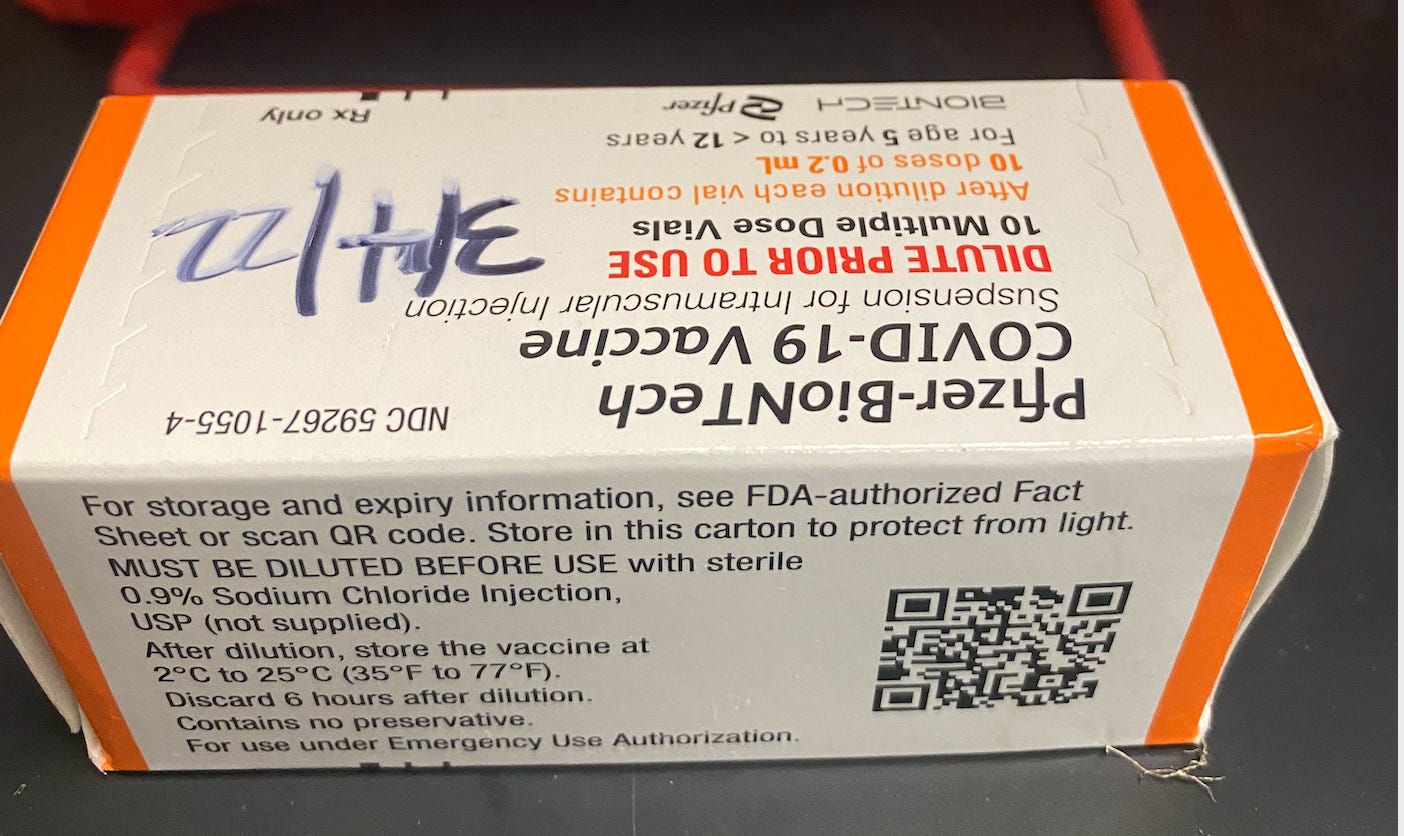 NDC 59267-1055-4
Pfizer-BioNTech
COVID-19 Vaccine
Suspension for Intramuscular Injection
DILUTE PRIOR TO USE
10 Multiple Dose Vials
After dilution each vial contains
10 doses of 0.2 mL
For age 5 years to < 12 years
BIONTECH Pfizer Rx only
For storage and expiry information, see FDA-authorized Fact
Sheet or scan QR code. Store in this carton to protect from light.
MUST BE DILUTED BEFORE USE with sterile
0.9% Sodium Chloride Injection,
USP (not supplied).
After dilution, store the vaccine at
2°C to 25°C (35°F to 77°F).
Discard 6 hours after dilution.
Contains no preservative.
For use under Emergency Use Authorization.